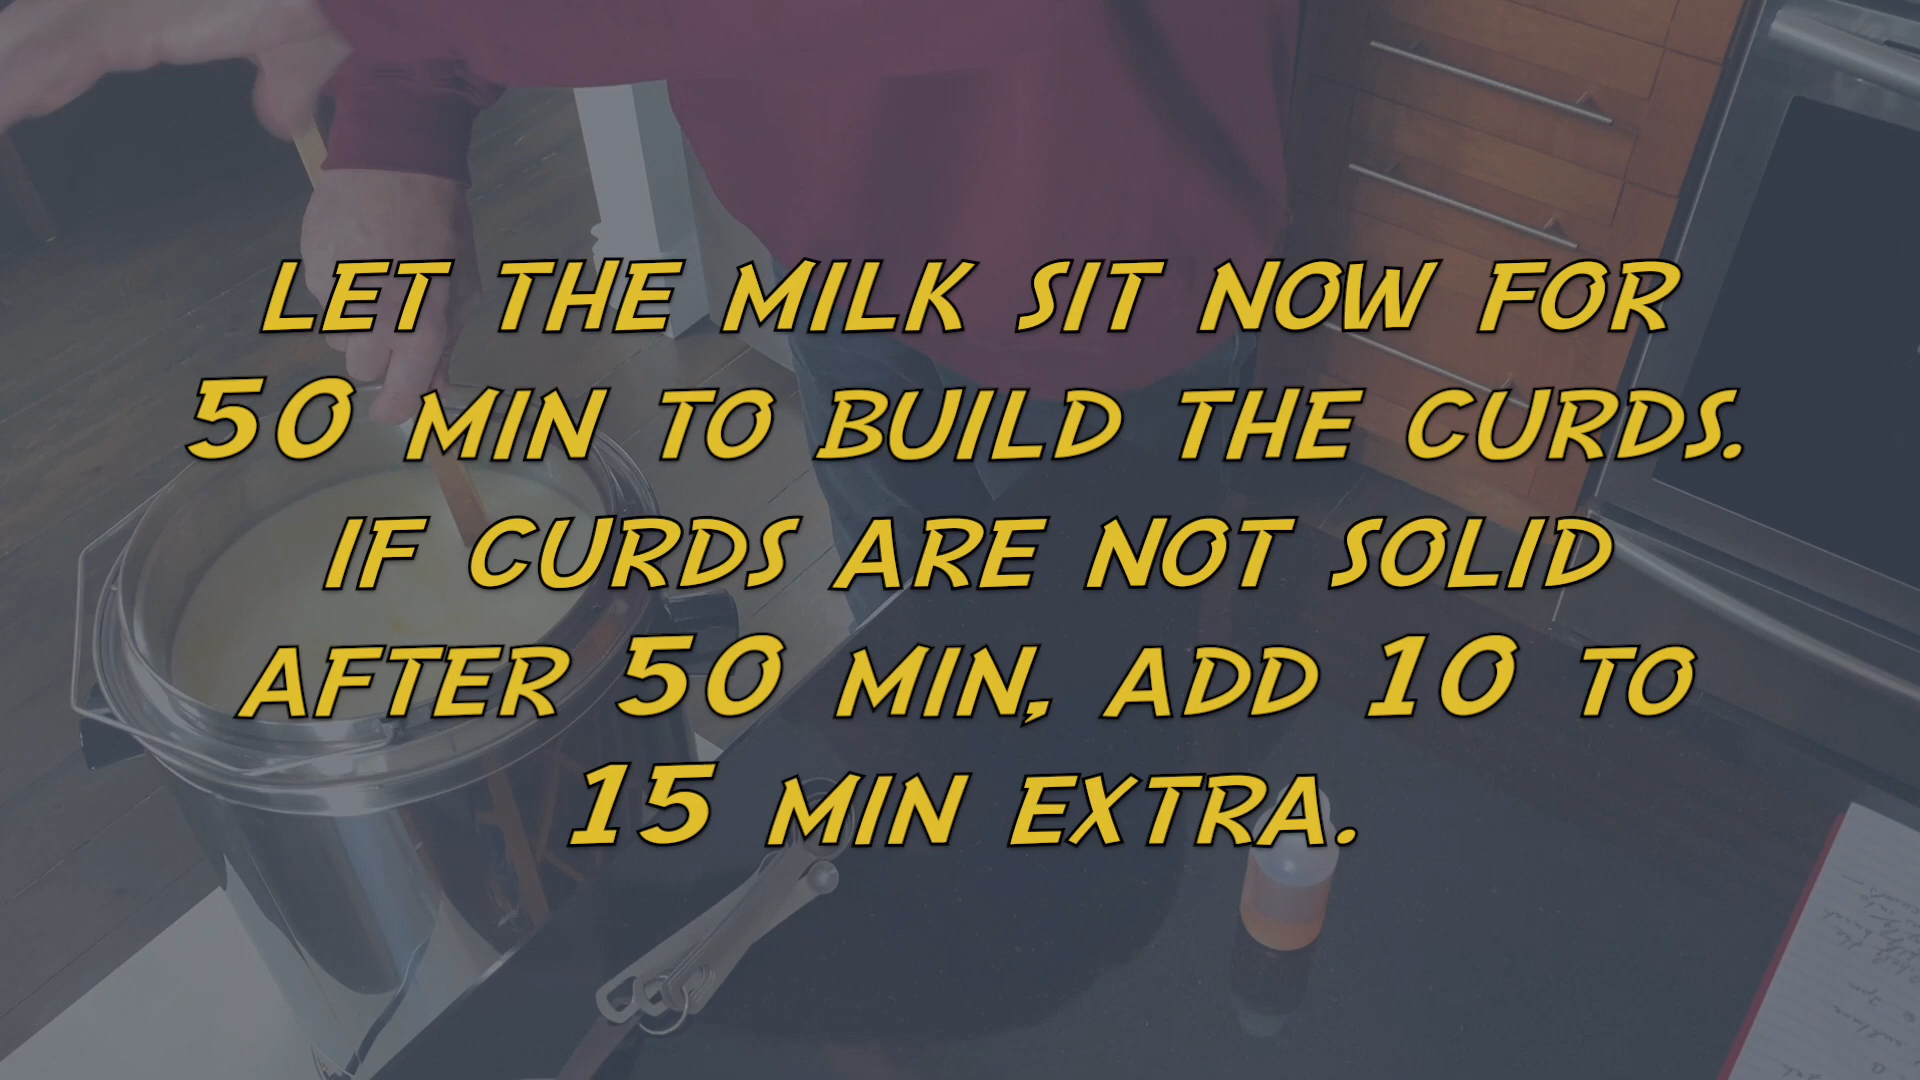 LET THE MILK SIT NOW FOR
50 MIN TO BUILD THE CURDS.
IF CURDS ARE NOT SOLID
AFTER 50 MIN, ADD 10 TO
15 MIN EXTRA.